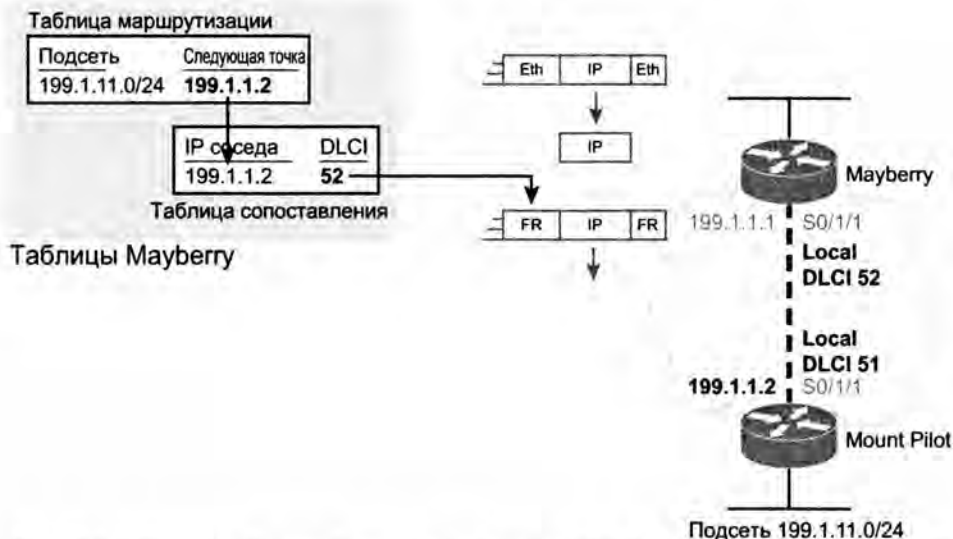 Таблица маршрутизации
Подсеть Следующая точка
199.1.11.0/24 199.1.1.2
IP соседа DLCI
199.1.1.2 52
Таблица сопоставления
Таблицы Mayberry
Eth IP Eth
IP
FR IP FR
Mayberry
199.1.1.1 S0/1/1
Local
DLCI 52
Local
DLCI 51
199.1.1.2 S0/1/1
Mount Pilot
Подсеть 199.1.11.0/24